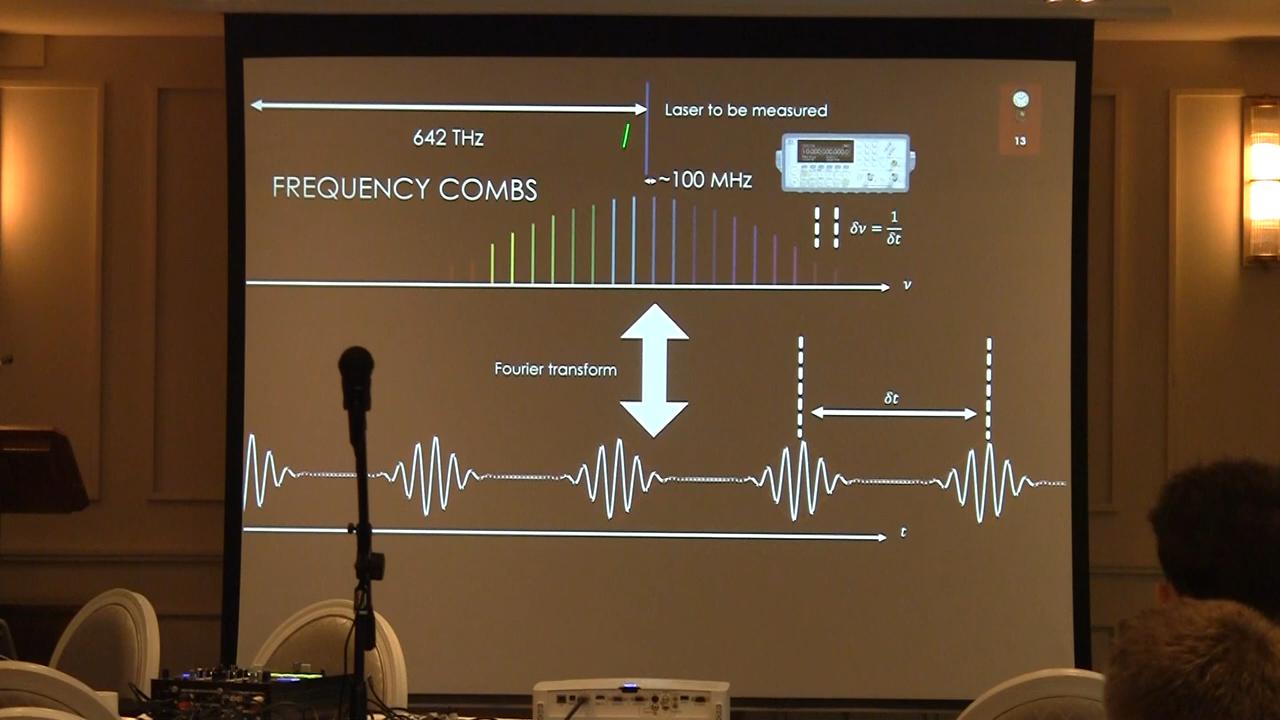 Laser to be measured
642 THz
13
~100 MHz
FREQUENCY COMBS
δν = 1/δt
ν
Fourier transform
δt
t